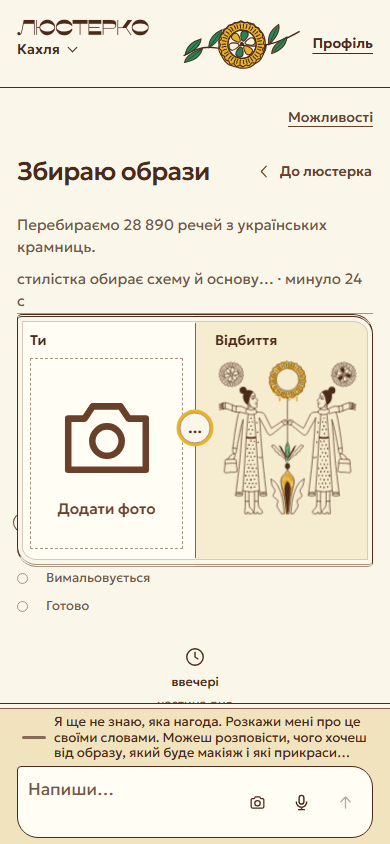 ЛЮСТЕРКО
Кахля
Профіль
Можливості
Збираю образи
До люстерка
Перебираємо 28 890 речей з українських
крамниць.
стилістка обирає схему й основу… · минуло 24
с
Ти
Відбиття
...
Додати фото
Вимальовується
Готово
ввечері
Я ще не знаю, яка нагода. Розкажи мені про це
своїми словами. Можеш розповісти, чого хочеш
від образу, який буде макіяж і які прикраси…
Напиши…